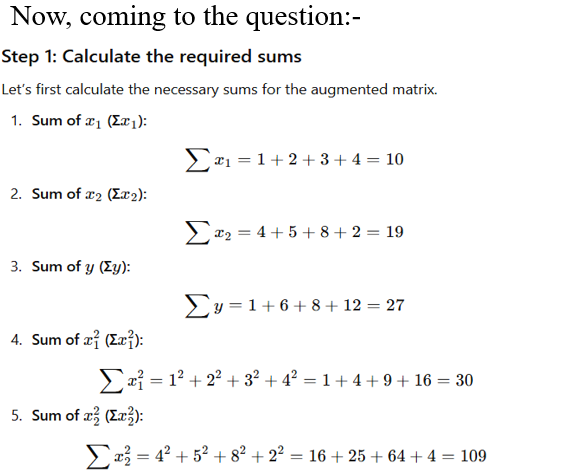 Now, coming to the question:-
Step 1: Calculate the required sums
Let's first calculate the necessary sums for the augmented matrix.
1. Sum of x₁ (Σx₁):
∑ x₁ = 1 + 2 + 3 + 4 = 10
2. Sum of x₂ (Σx₂):
∑ x₂ = 4 + 5 + 8 + 2 = 19
3. Sum of y (Σy):
∑ y = 1 + 6 + 8 + 12 = 27
4. Sum of x₁² (Σx₁²):
∑ x₁² = 1² + 2² + 3² + 4² = 1 + 4 + 9 + 16 = 30
5. Sum of x₂² (Σx₂²):
∑ x₂² = 4² + 5² + 8² + 2² = 16 + 25 + 64 + 4 = 109